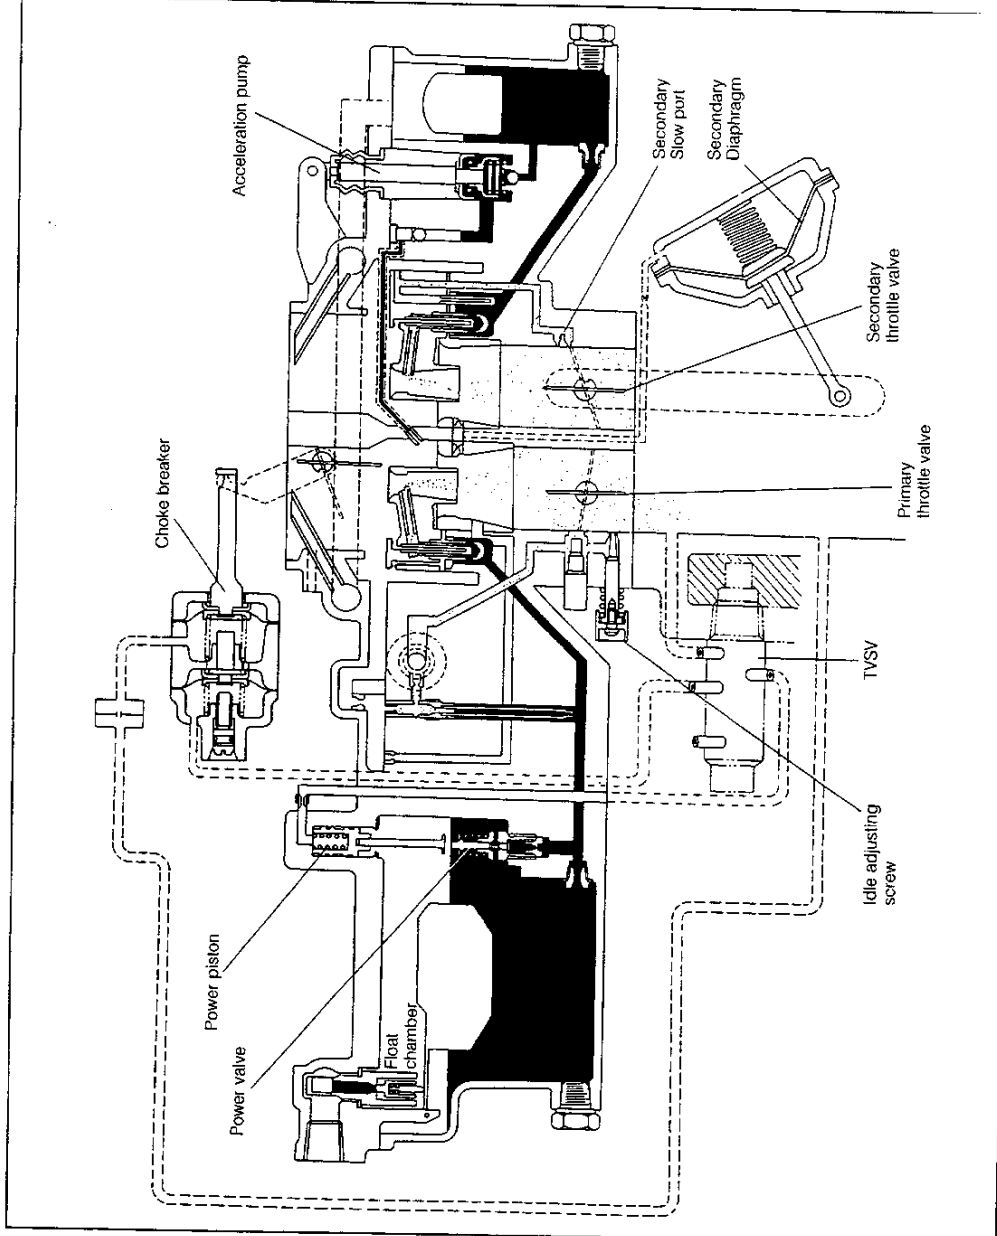 Acceleration pump
Secondary
Slow port
Secondary
Diaphragm
Choke breaker
Secondary
throttle valve
Primary
throttle valve
TVSV
Idle adjusting
screw
Power piston
Power valve
Float
chamber